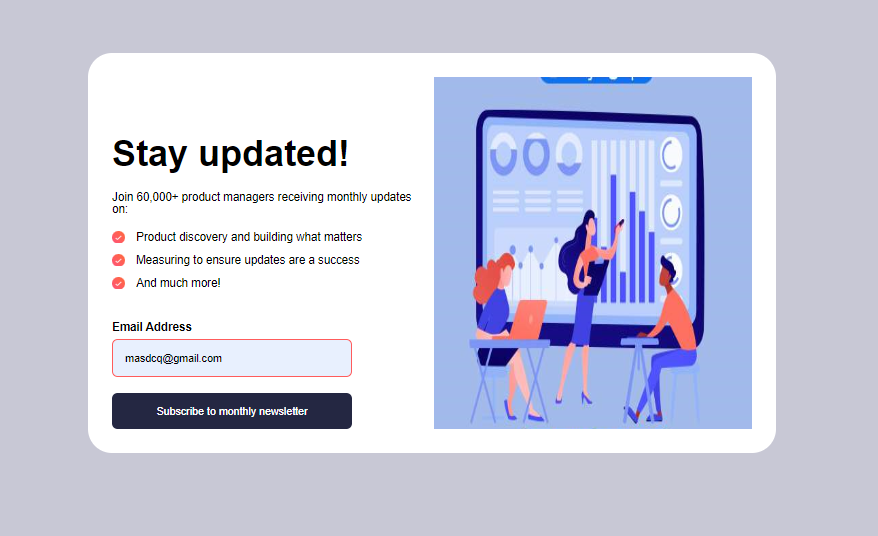 Stay updated!
Join 60,000+ product managers receiving monthly updates
on:
Product discovery and building what matters
Measuring to ensure updates are a success
And much more!
Email Address
masdcq@gmail.com
Subscribe to monthly newsletter